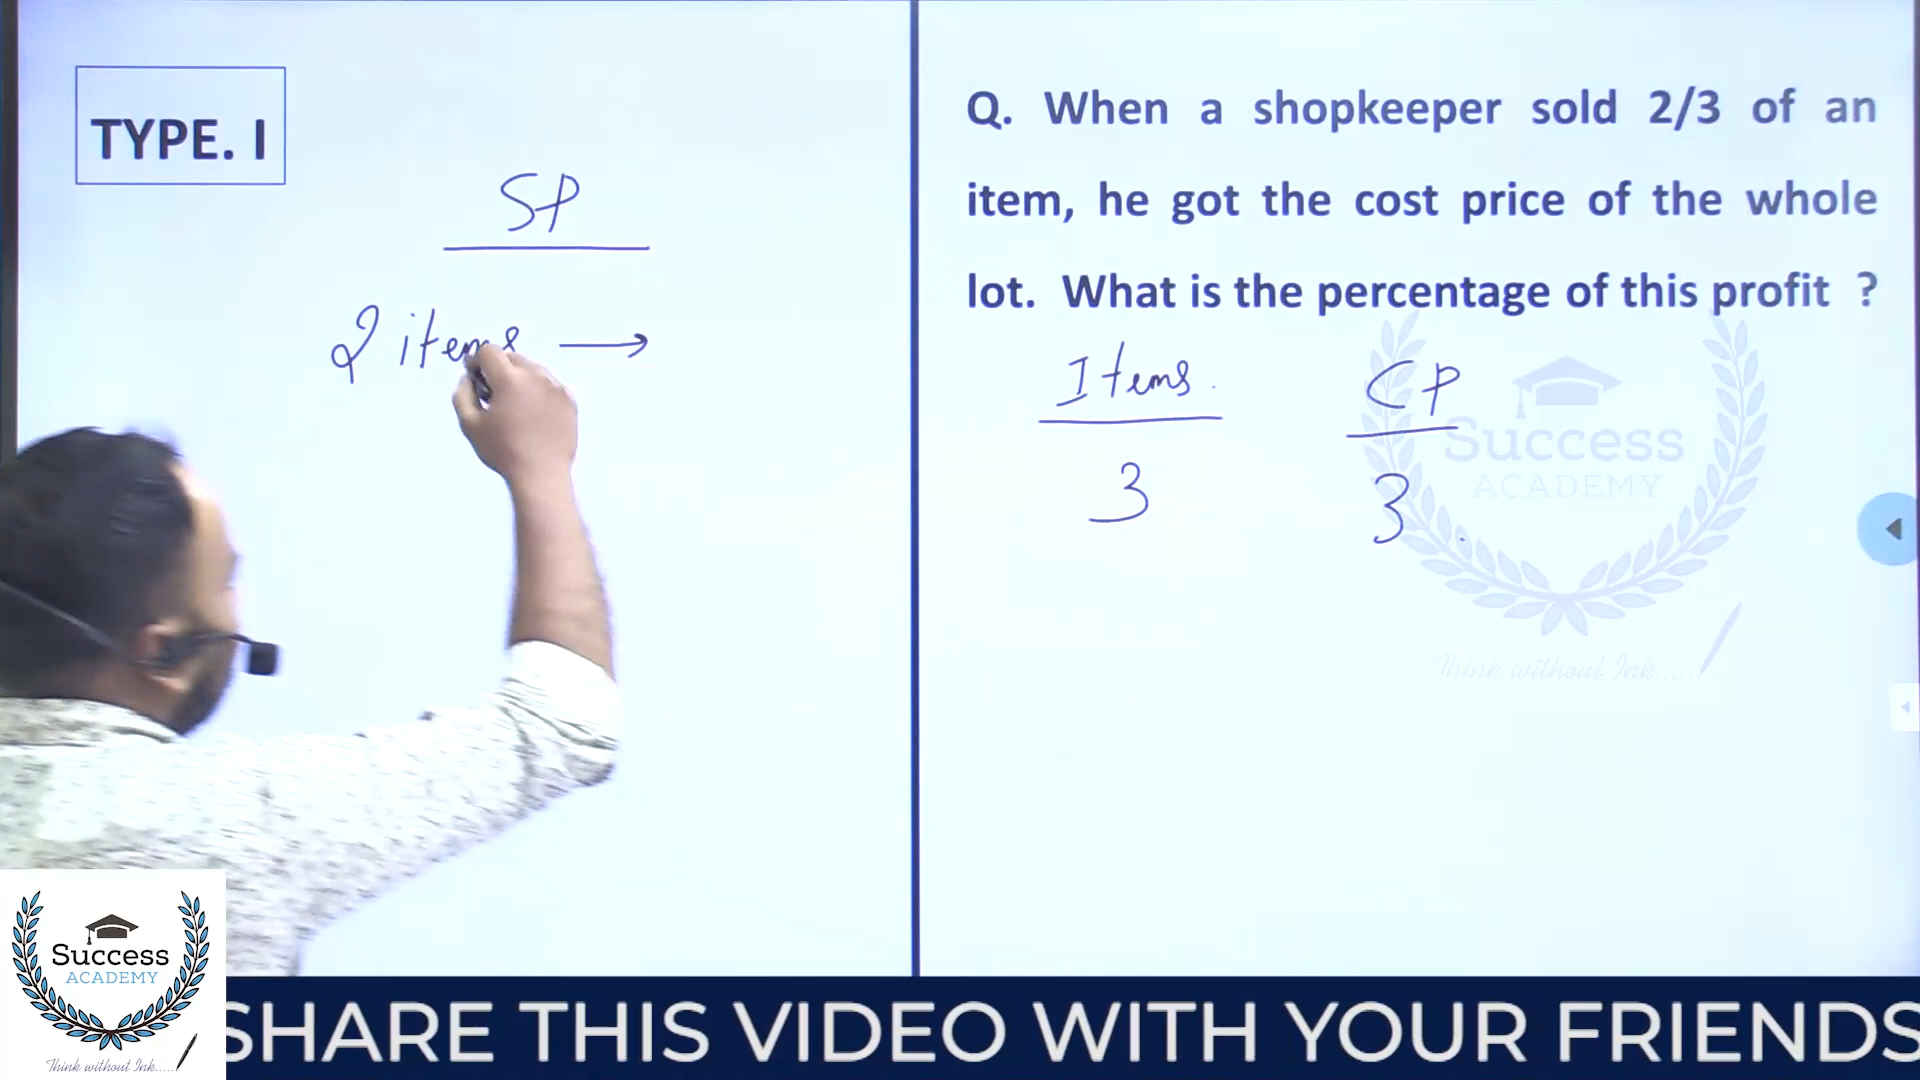 TYPE. I
SP
2 items →
Q. When a shopkeeper sold 2/3 of an
item, he got the cost price of the whole
lot. What is the percentage of this profit ?
Items. CP
3 3
Success
ACADEMY
Think without Ink.....
Success
ACADEMY
Think without Ink.....
SHARE THIS VIDEO WITH YOUR FRIENDS